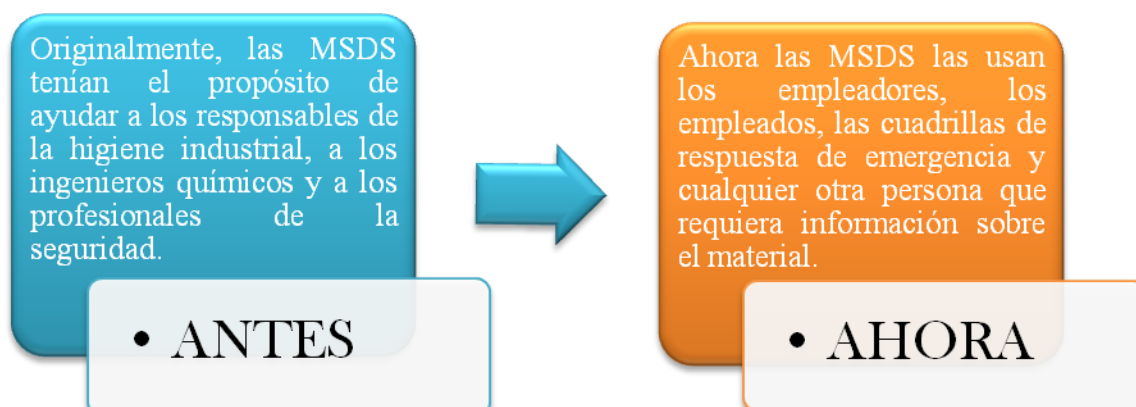 Originalmente, las MSDS
tenían el propósito de
ayudar a los responsables de
la higiene industrial, a los
ingenieros químicos y a los
profesionales de la
seguridad.
• ANTES
Ahora las MSDS las usan
los empleadores, los
empleados, las cuadrillas de
respuesta de emergencia y
cualquier otra persona que
requiera información sobre
el material.
• AHORA